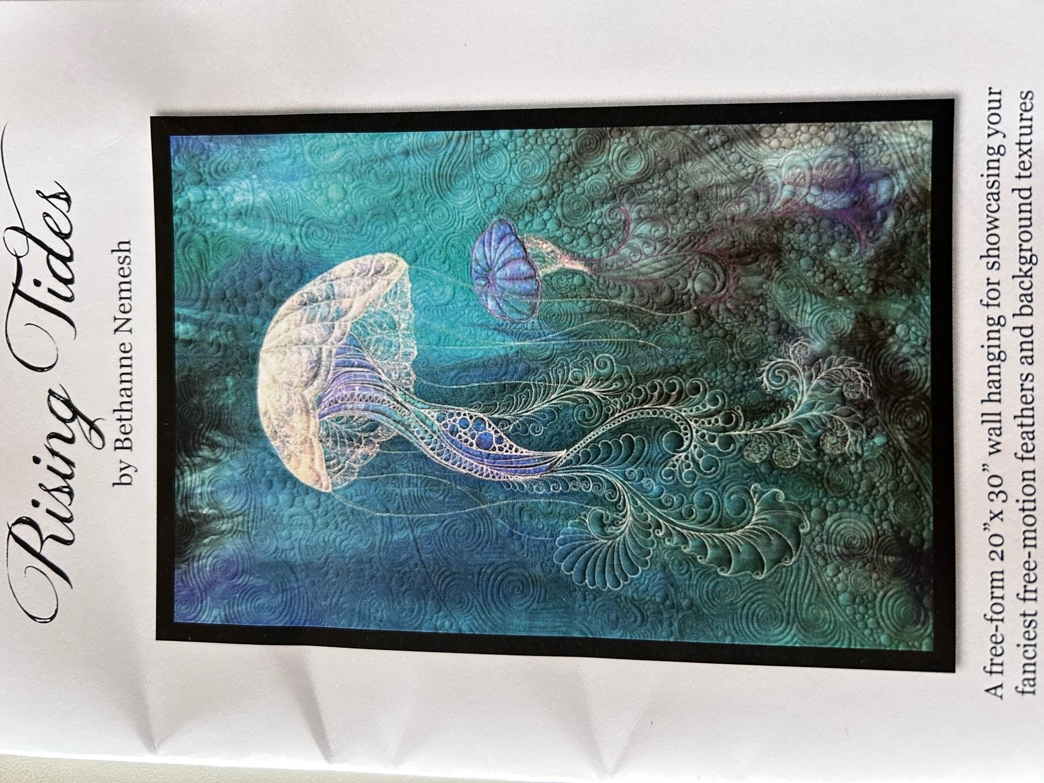 Rising Tides
by Bethanne Nemesh
A free-form 20”x 30” wall hanging for showcasing your
fanciest free-motion feathers and background textures